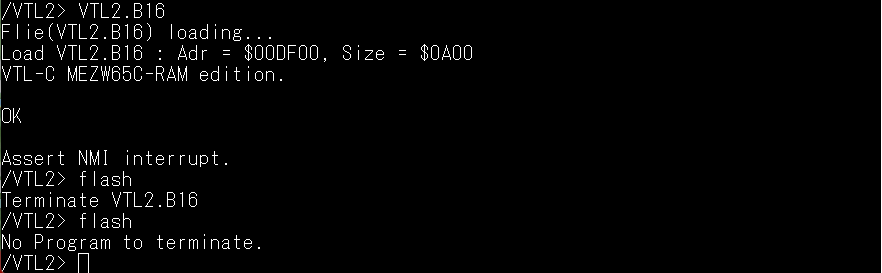 /VTL2> VTL2.B16
Flie(VTL2.B16) loading...
Load VTL2.B16 : Adr = $00DF00, Size = $0A00
VTL-C MEZW65C-RAM edition.
OK
Assert NMI interrupt.
/VTL2> flash
Terminate VTL2.B16
/VTL2> flash
No Program to terminate.
/VTL2>